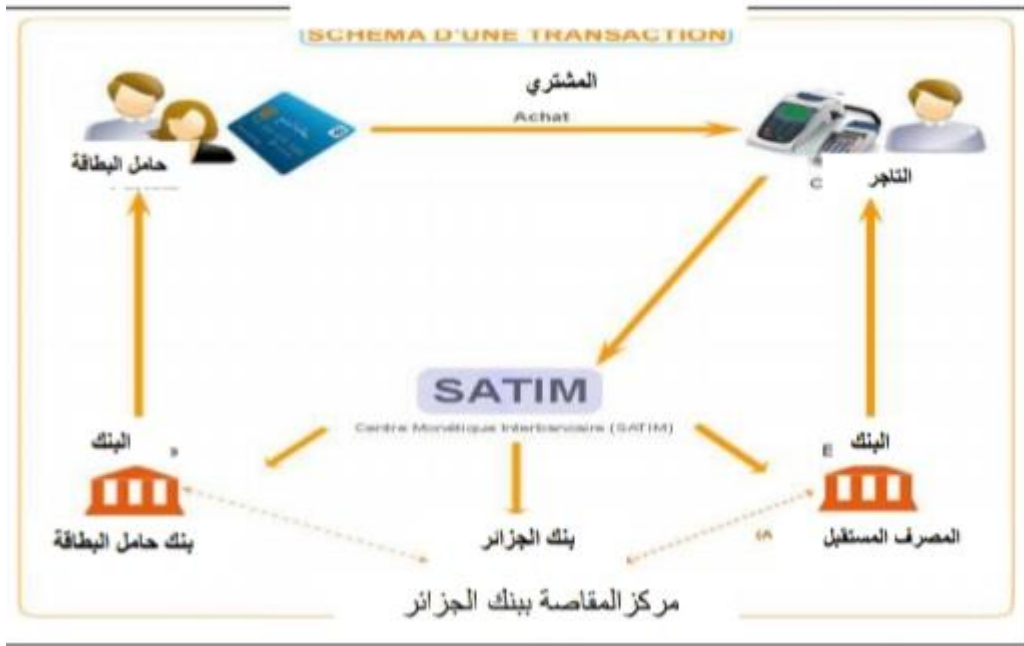 SCHEMA D'UNE TRANSACTION
المشتري
Achat
حامل البطاقة
التاجر
C
SATIM
Centre Monétique Interbancaire (SATIM)
البنك
البنك
E
بنك حامل البطاقة
بنك الجزائر
المصرف المستقبل
مركز المقاصة ببنك الجزائر